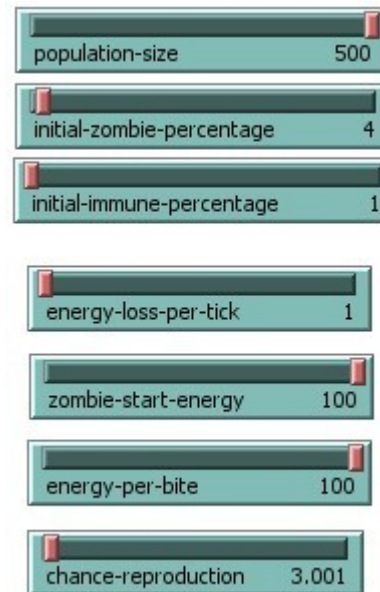 population-size 500
initial-zombie-percentage 4
initial-immune-percentage 1
energy-loss-per-tick 1
zombie-start-energy 100
energy-per-bite 100
chance-reproduction 3.001